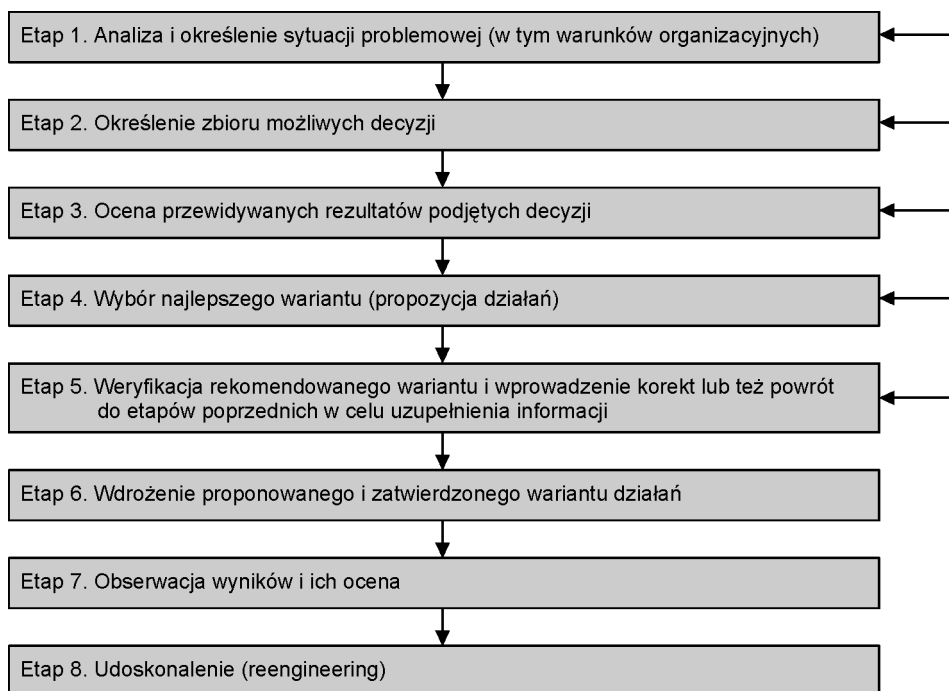 Etap 1. Analiza i określenie sytuacji problemowej (w tym warunków organizacyjnych)
Etap 2. Określenie zbioru możliwych decyzji
Etap 3. Ocena przewidywanych rezultatów podjętych decyzji
Etap 4. Wybór najlepszego wariantu (propozycja działań)
Etap 5. Weryfikacja rekomendowanego wariantu i wprowadzenie korekt lub też powrót
do etapów poprzednich w celu uzupełnienia informacji
Etap 6. Wdrożenie proponowanego i zatwierdzonego wariantu działań
Etap 7. Obserwacja wyników i ich ocena
Etap 8. Udoskonalenie (reengineering)